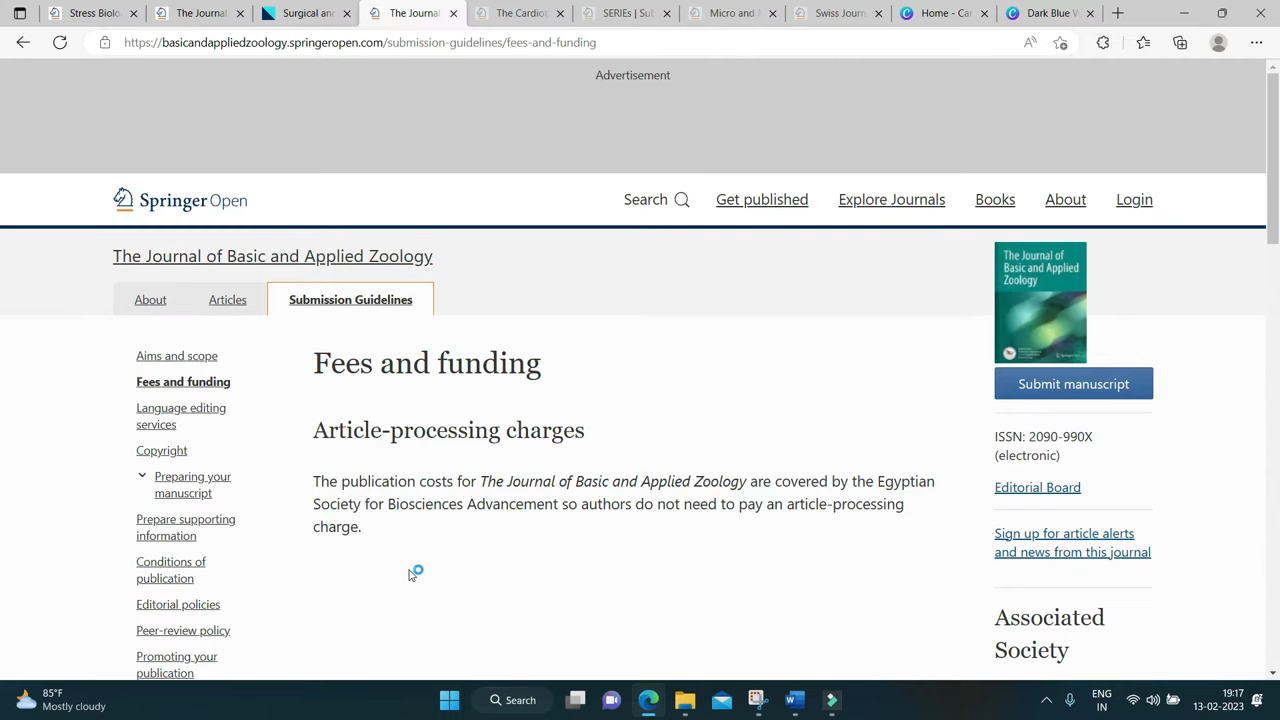 Stress Biolo
The Journal
Surgical an
The Journal
The Cardiot
SERIEs | Sub
Micro and N
Swiss Journ
Home - Ca
Dark Blue W
https://basicandappliedzoology.springeropen.com/submission-guidelines/fees-and-funding
Advertisement
Springer Open
Search
Get published
Explore Journals
Books
About
Login
The Journal of Basic and Applied Zoology
About
Articles
Submission Guidelines
The Journal of
Basic and Applied
Zoology
Submit manuscript
Aims and scope
Fees and funding
Language editing
services
Copyright
Preparing your
manuscript
Prepare supporting
information
Conditions of
publication
Editorial policies
Peer-review policy
Promoting your
publication
Fees and funding
Article-processing charges
The publication costs for The Journal of Basic and Applied Zoology are covered by the Egyptian
Society for Biosciences Advancement so authors do not need to pay an article-processing
charge.
ISSN: 2090-990X
(electronic)
Editorial Board
Sign up for article alerts
and news from this journal
Associated
Society
85°F
Mostly cloudy
Search
ENG
IN
19:17
13-02-2023